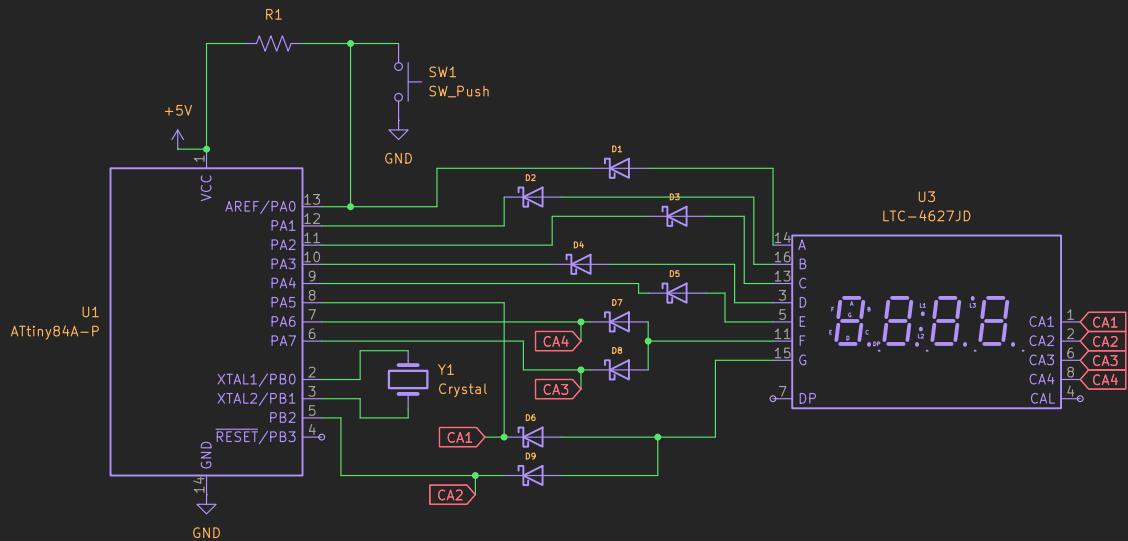 R1
SW1
SW_Push
+5V
GND
1
VCC
D1
D2
D3
U3
LTC-4627JD
AREF/PA0 13
PA1 12
PA2 11
PA3 10
PA4 9
PA5 8
PA6 7
PA7 6
XTAL1/PB0 2
XTAL2/PB1 3
PB2 5
RESET/PB3 4
U1
ATtiny84A-P
GND
14
GND
D4
D5
D7
CA4
D8
CA3
Y1
Crystal
CA1
D6
D9
CA2
14 A
16 B
13 C
3 D
5 E
11 F
15 G
7 DP
A
F
B
G
E
C
D
DP
L1
L2
L3
CA1 1 CA1
CA2 2 CA2
CA3 6 CA3
CA4 8 CA4
CAL 4